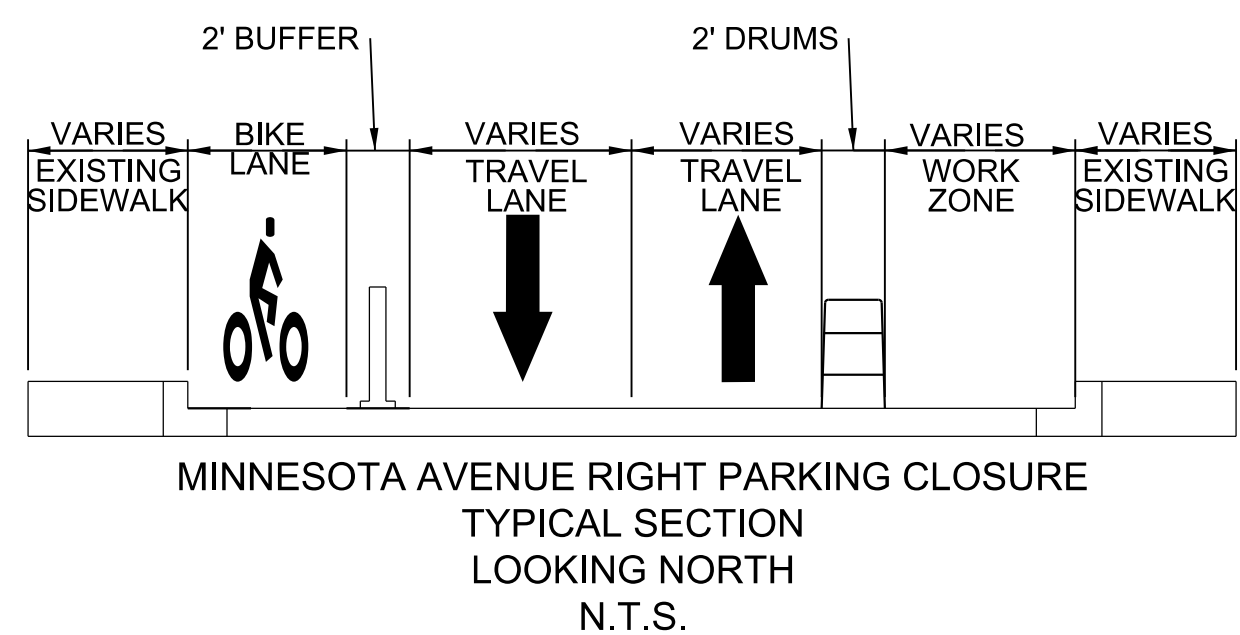 2' BUFFER
2' DRUMS
VARIES
EXISTING
SIDEWALK
BIKE
LANE
VARIES
TRAVEL
LANE
VARIES
TRAVEL
LANE
VARIES
WORK
ZONE
VARIES
EXISTING
SIDEWALK
MINNESOTA AVENUE RIGHT PARKING CLOSURE
TYPICAL SECTION
LOOKING NORTH
N.T.S.